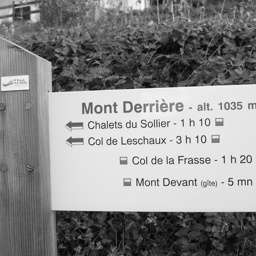 Mont Derrière - alt. 1035 m
Chalets du Sollier - 1 h 10
Col de Leschaux - 3 h 10
Col de la Frasse - 1 h 20
Mont Devant (gîte) - 5 mn